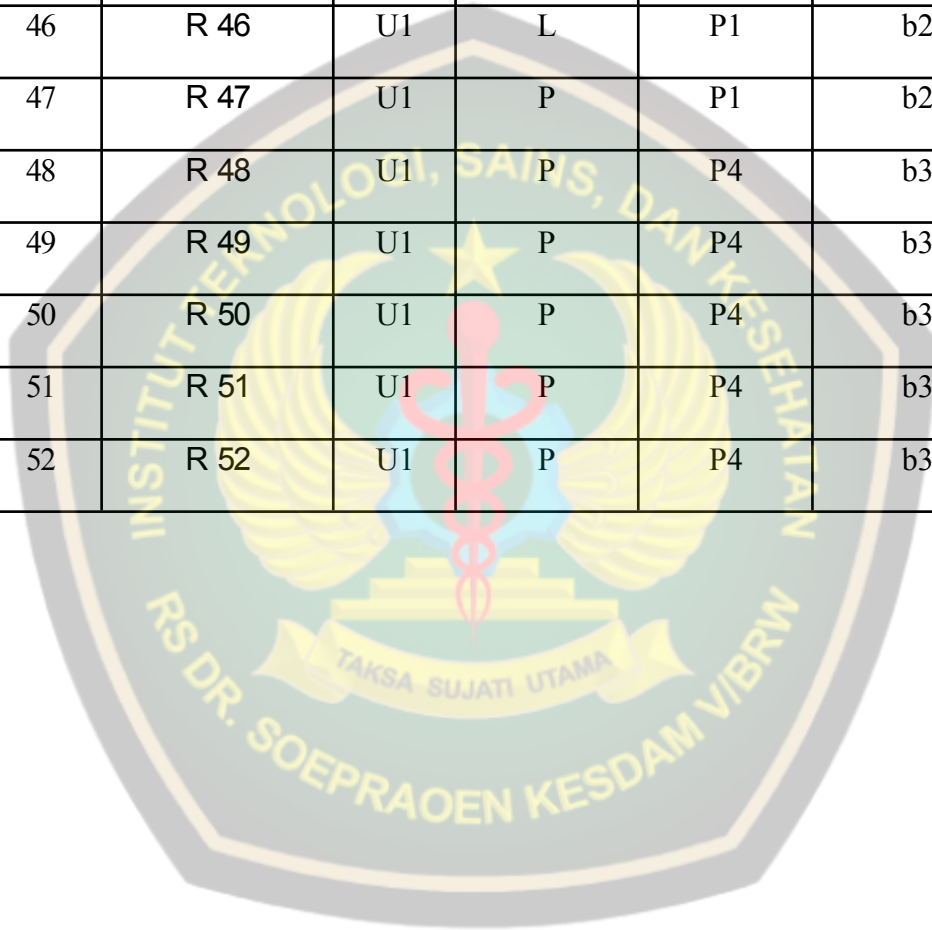 46 R 46 U1 L P1 b2
47 R 47 U1 P P1 b2
48 R 48 U1 P P4 b3
49 R 49 U1 P P4 b3
50 R 50 U1 P P4 b3
51 R 51 U1 P P4 b3
52 R 52 U1 P P4 b3
INSTITUT TEKNOLOGI, SAINS, DAN KESEHATAN
TAKSA SUJATI UTAMA
RS DR. SOEPRAOEN KESDAM V/BRW